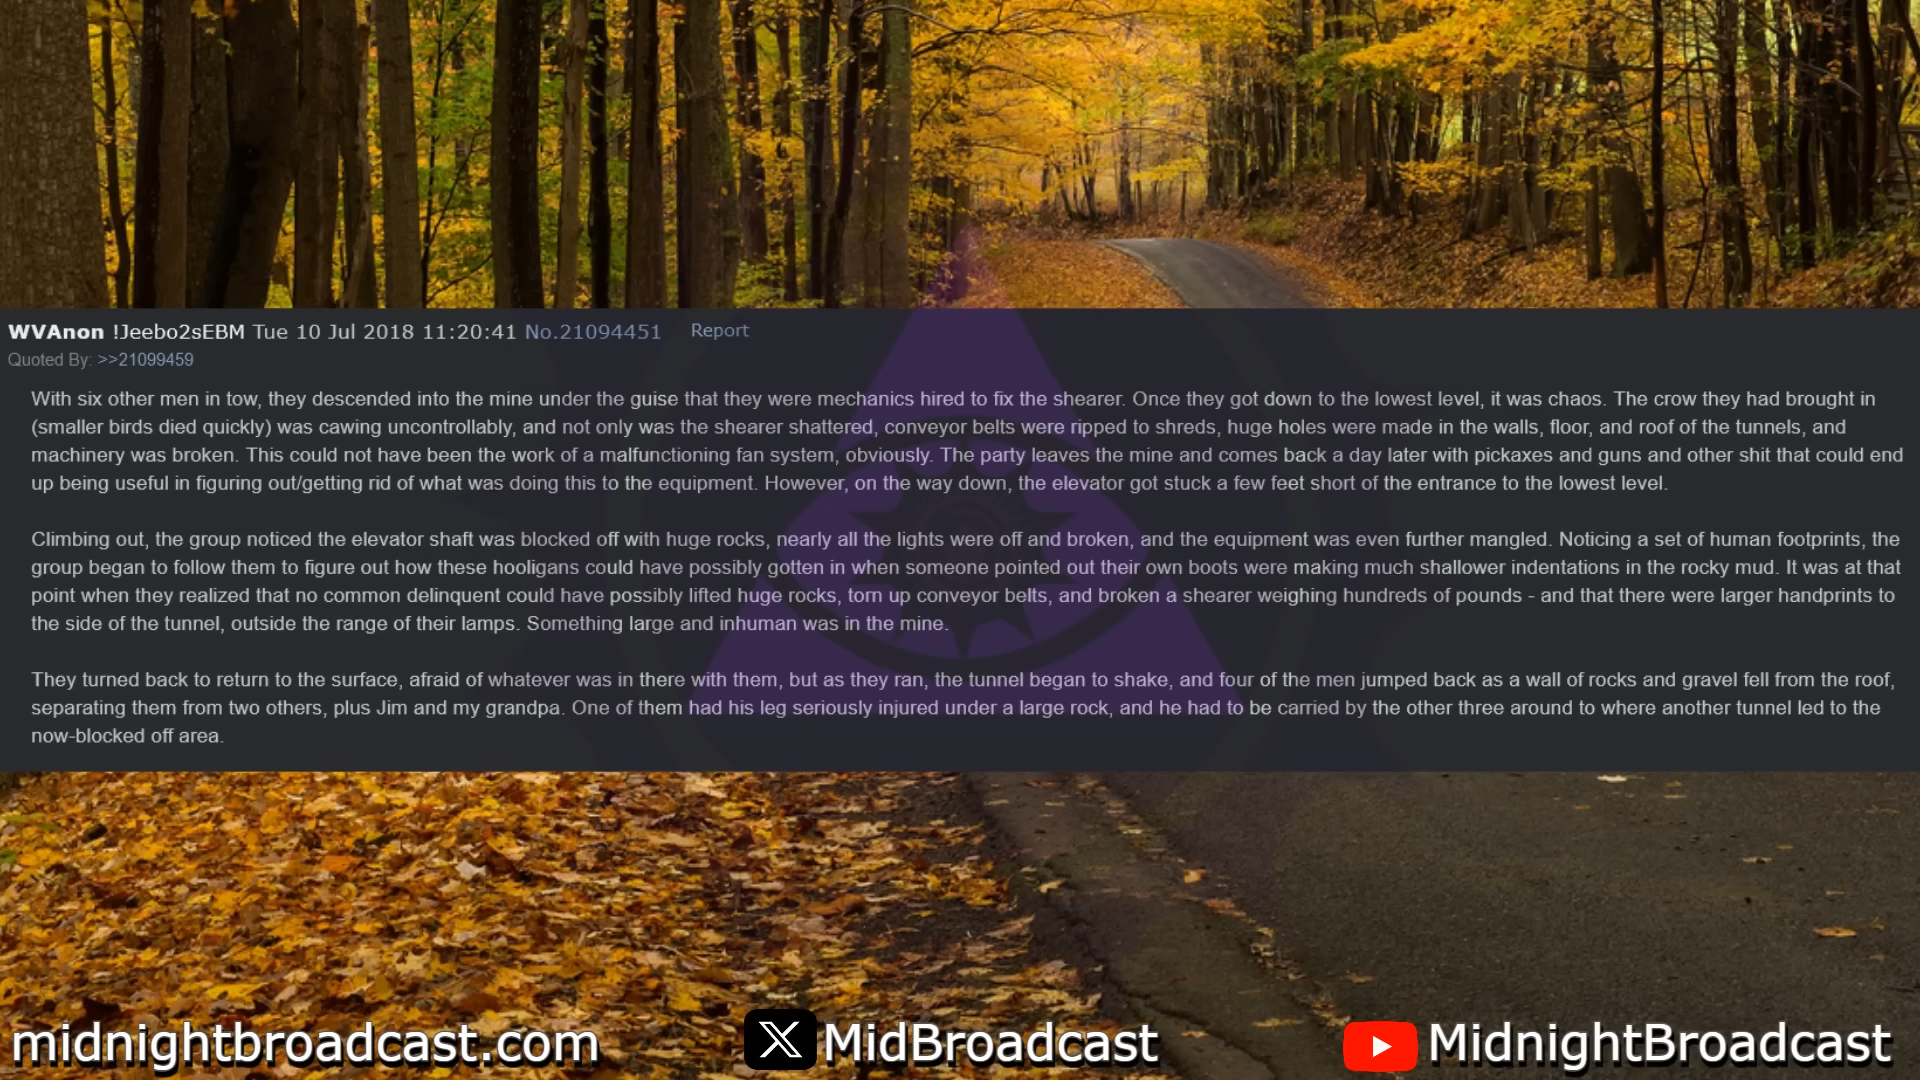 WVAnon !Jeebo2sEBM Tue 10 Jul 2018 11:20:41 No.21094451 Report
Quoted By: >>21099459
With six other men in tow, they descended into the mine under the guise that they were mechanics hired to fix the shearer. Once they got down to the lowest level, it was chaos. The crow they had brought in
(smaller birds died quickly) was cawing uncontrollably, and not only was the shearer shattered, conveyor belts were ripped to shreds, huge holes were made in the walls, floor, and roof of the tunnels, and
machinery was broken. This could not have been the work of a malfunctioning fan system, obviously. The party leaves the mine and comes back a day later with pickaxes and guns and other shit that could end
up being useful in figuring out/getting rid of what was doing this to the equipment. However, on the way down, the elevator got stuck a few feet short of the entrance to the lowest level.
Climbing out, the group noticed the elevator shaft was blocked off with huge rocks, nearly all the lights were off and broken, and the equipment was even further mangled. Noticing a set of human footprints, the
group began to follow them to figure out how these hooligans could have possibly gotten in when someone pointed out their own boots were making much shallower indentations in the rocky mud. It was at that
point when they realized that no common delinquent could have possibly lifted huge rocks, torn up conveyor belts, and broken a shearer weighing hundreds of pounds - and that there were larger handprints to
the side of the tunnel, outside the range of their lamps. Something large and inhuman was in the mine.
They turned back to return to the surface, afraid of whatever was in there with them, but as they ran, the tunnel began to shake, and four of the men jumped back as a wall of rocks and gravel fell from the roof,
separating them from two others, plus Jim and my grandpa. One of them had his leg seriously injured under a large rock, and he had to be carried by the other three around to where another tunnel led to the
now-blocked off area.
midnightbroadcast.com MidBroadcast MidnightBroadcast